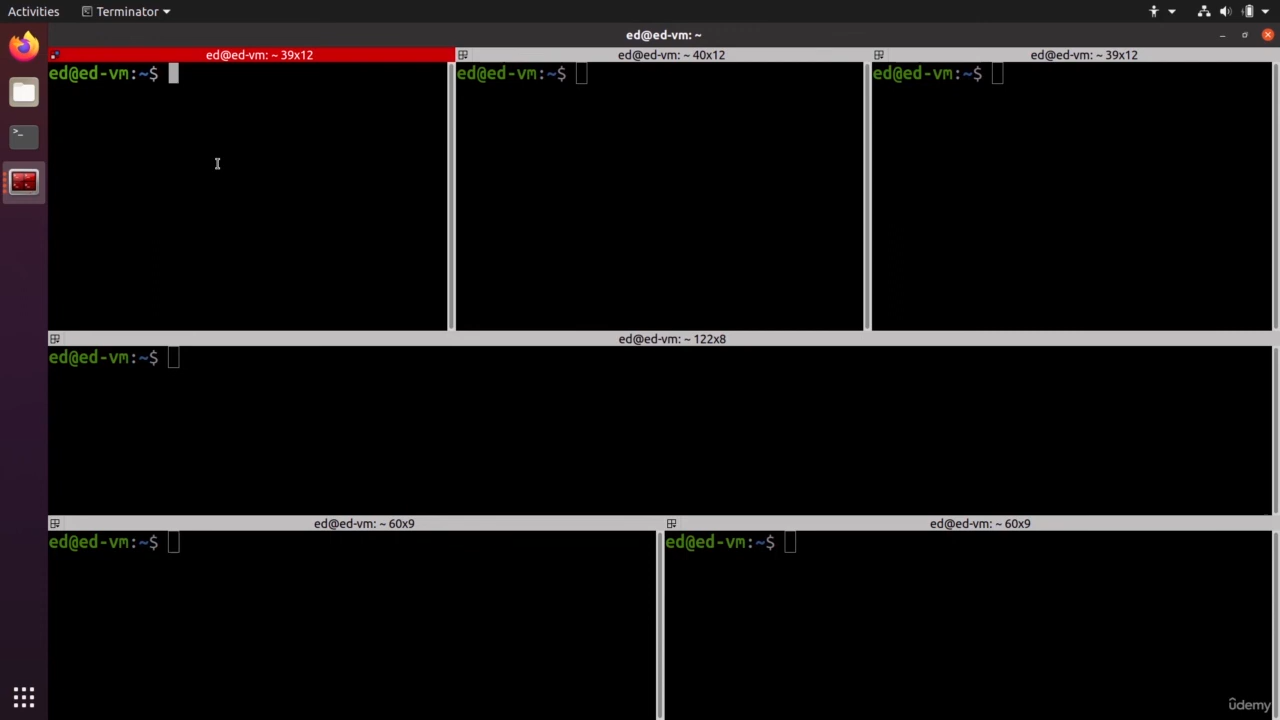 Activities
Terminator
ed@ed-vm: ~
ed@ed-vm: ~ 39x12
ed@ed-vm: ~ 40x12
ed@ed-vm: ~ 39x12
ed@ed-vm:~$
ed@ed-vm:~$
ed@ed-vm:~$
ed@ed-vm: ~ 122x8
ed@ed-vm:~$
ed@ed-vm: ~ 60x9
ed@ed-vm: ~ 60x9
ed@ed-vm:~$
ed@ed-vm:~$
ûdemy